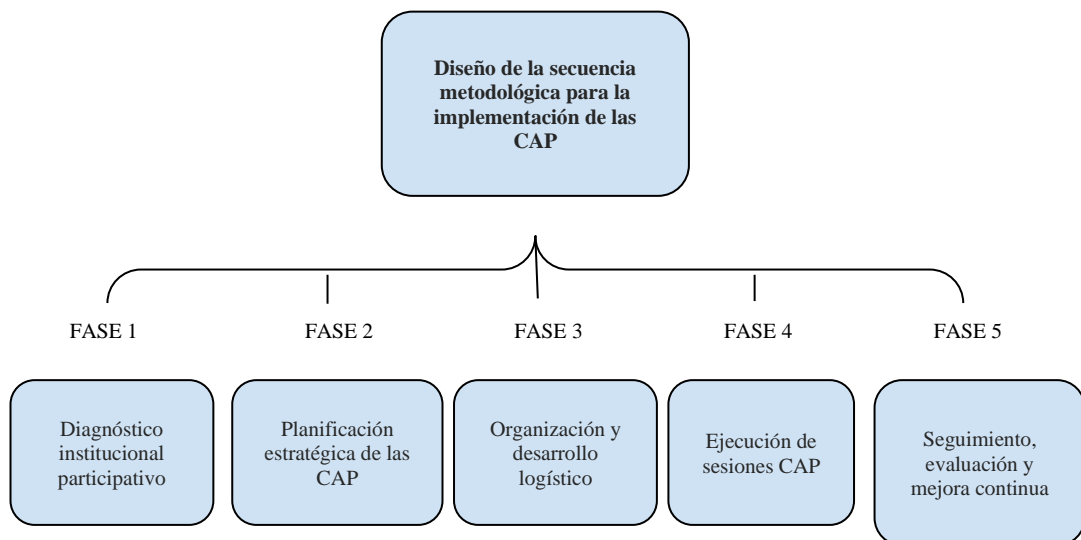 Diseño de la secuencia
metodológica para la
implementación de las
CAP
FASE 1
FASE 2
FASE 3
FASE 4
FASE 5
Diagnóstico
institucional
participativo
Planificación
estratégica de las
CAP
Organización y
desarrollo
logístico
Ejecución de
sesiones CAP
Seguimiento,
evaluación y
mejora continua